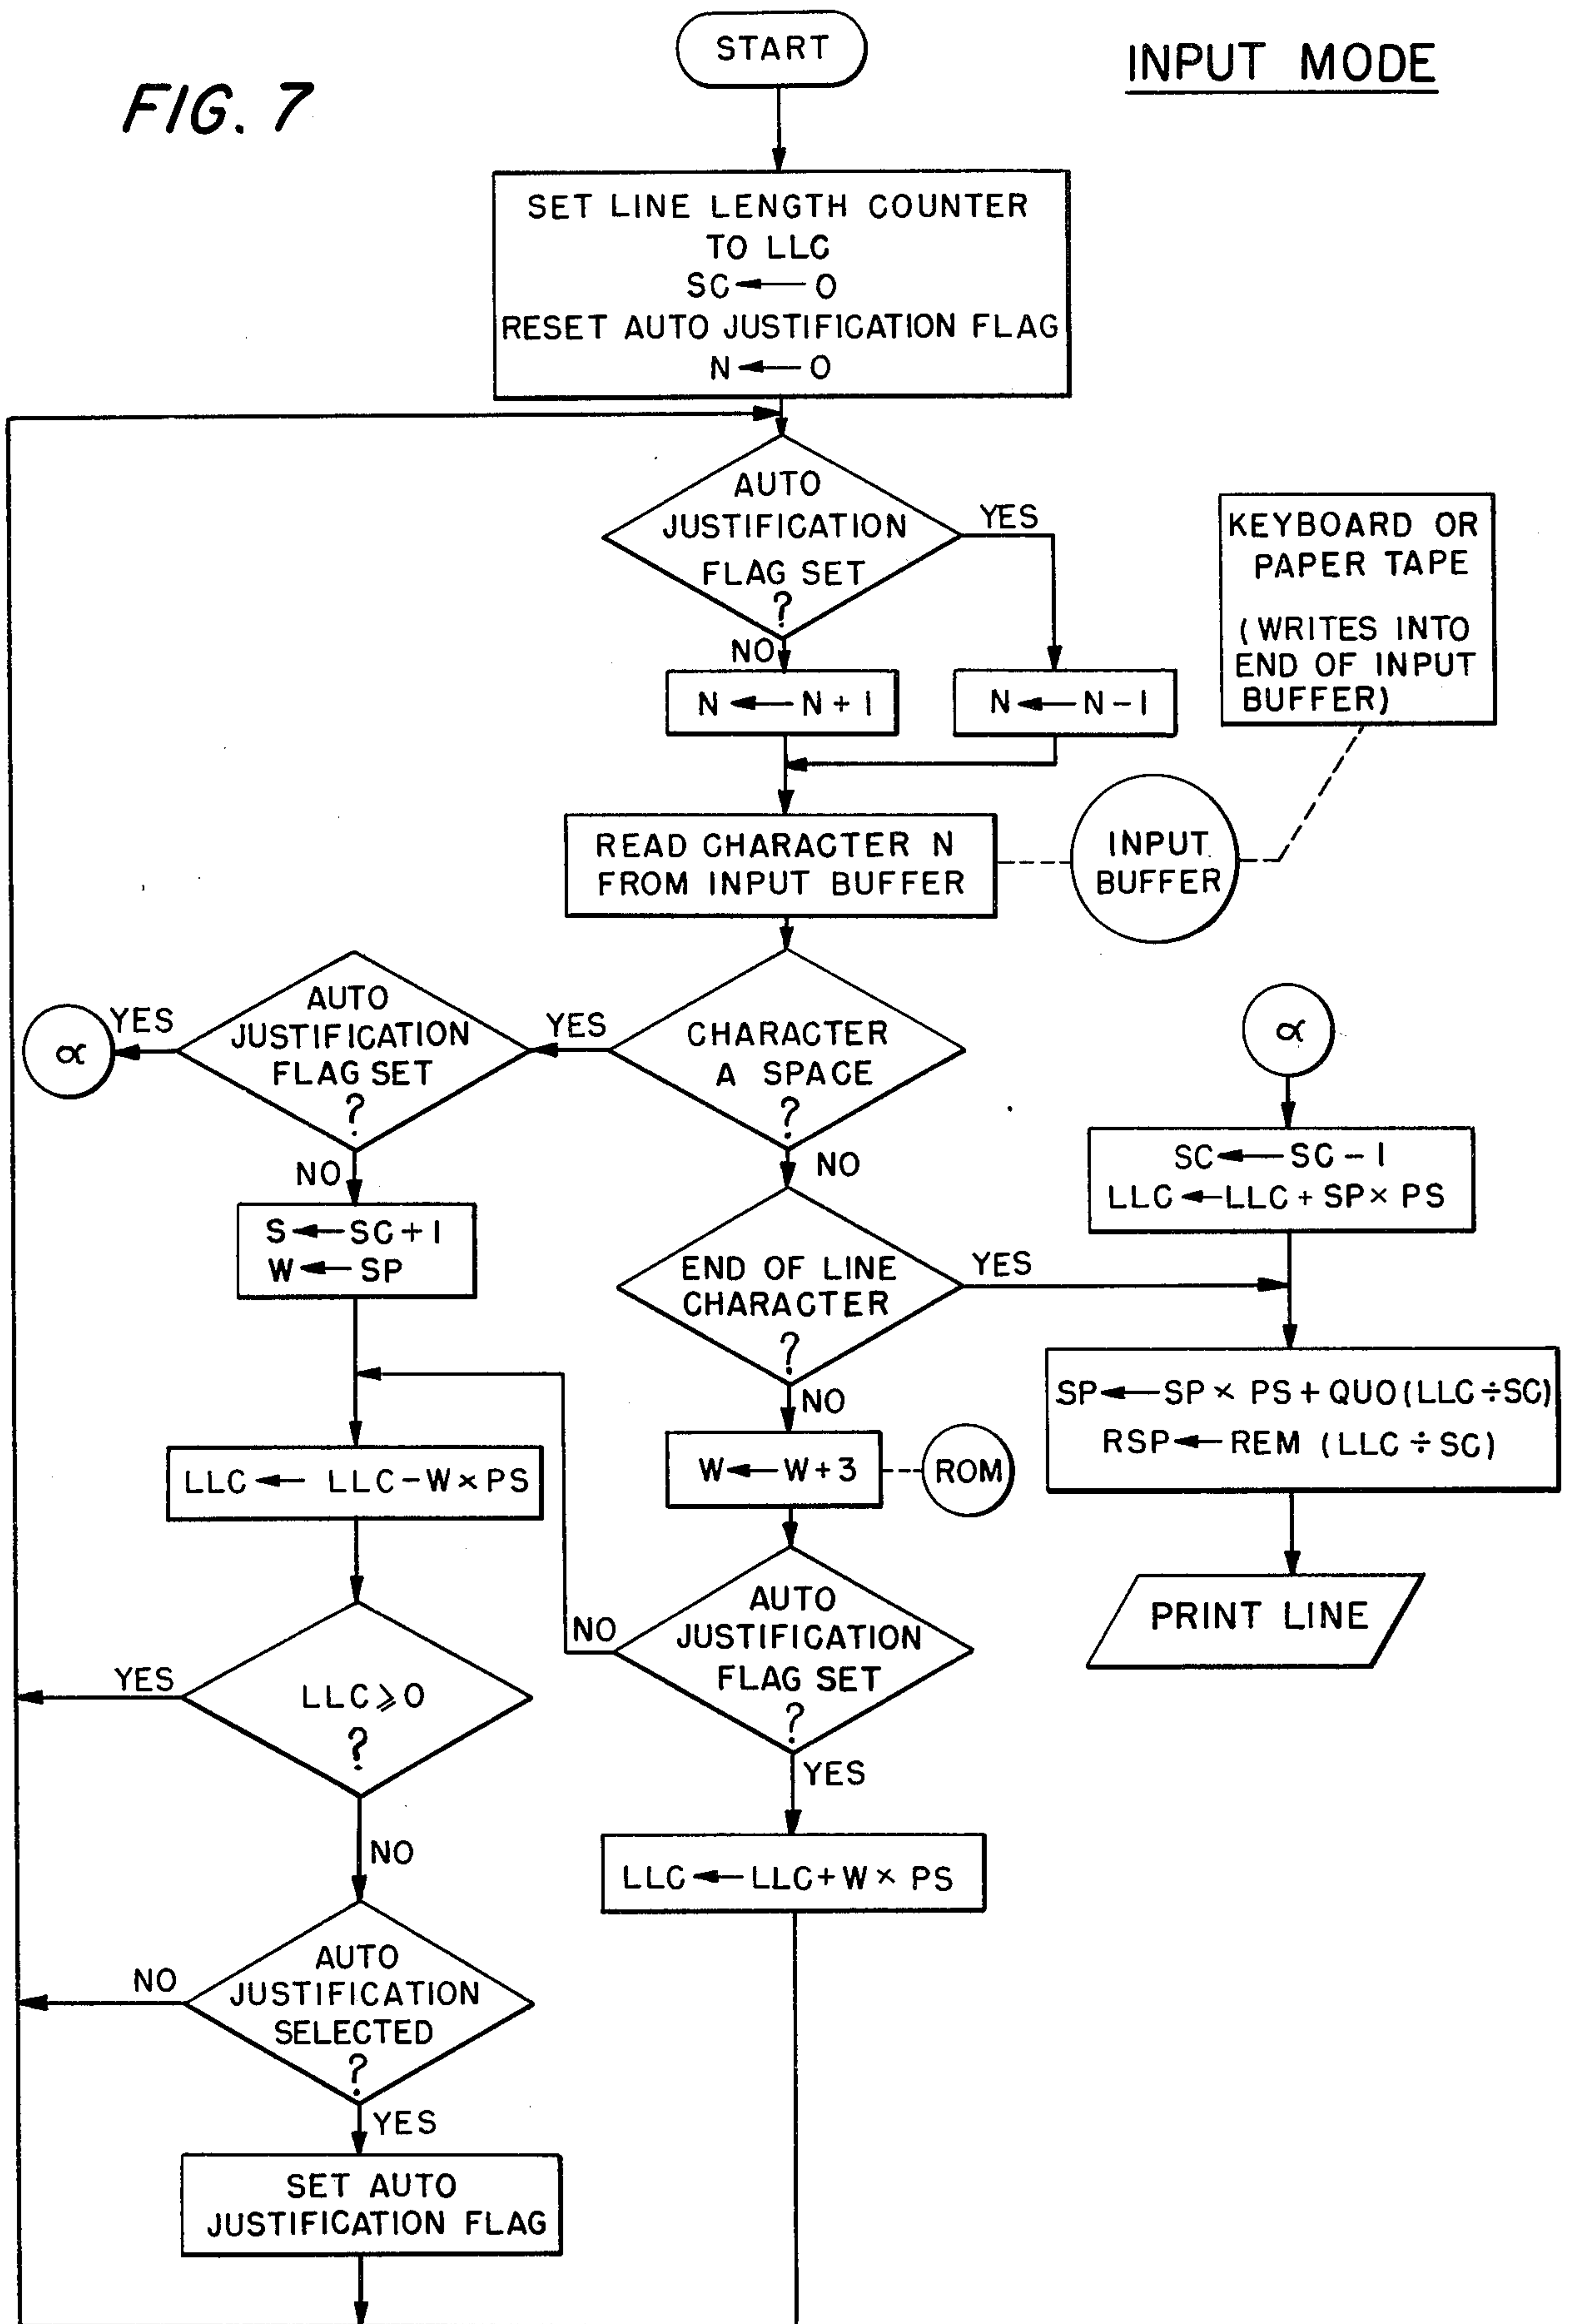 START
INPUT MODE
FIG. 7
SET LINE LENGTH COUNTER
TO LLC
SC ← 0
RESET AUTO JUSTIFICATION FLAG
N ← 0
AUTO
JUSTIFICATION
FLAG SET
?
YES
NO
KEYBOARD OR
PAPER TAPE
(WRITES INTO
END OF INPUT
BUFFER)
N ← N + 1
N ← N - 1
READ CHARACTER N
FROM INPUT BUFFER
INPUT
BUFFER
CHARACTER
A SPACE
?
YES
NO
AUTO
JUSTIFICATION
FLAG SET
?
YES
NO
∝
∝
SC ← SC - 1
LLC ← LLC + SP × PS
S ← SC + 1
W ← SP
END OF LINE
CHARACTER
?
YES
NO
SP ← SP × PS + QUO (LLC ÷ SC)
RSP ← REM (LLC ÷ SC)
W ← W + 3
ROM
LLC ← LLC - W × PS
PRINT LINE
AUTO
JUSTIFICATION
FLAG SET
?
NO
YES
LLC ⩾ 0
?
YES
NO
LLC ← LLC + W × PS
AUTO
JUSTIFICATION
SELECTED
?
NO
YES
SET AUTO
JUSTIFICATION FLAG